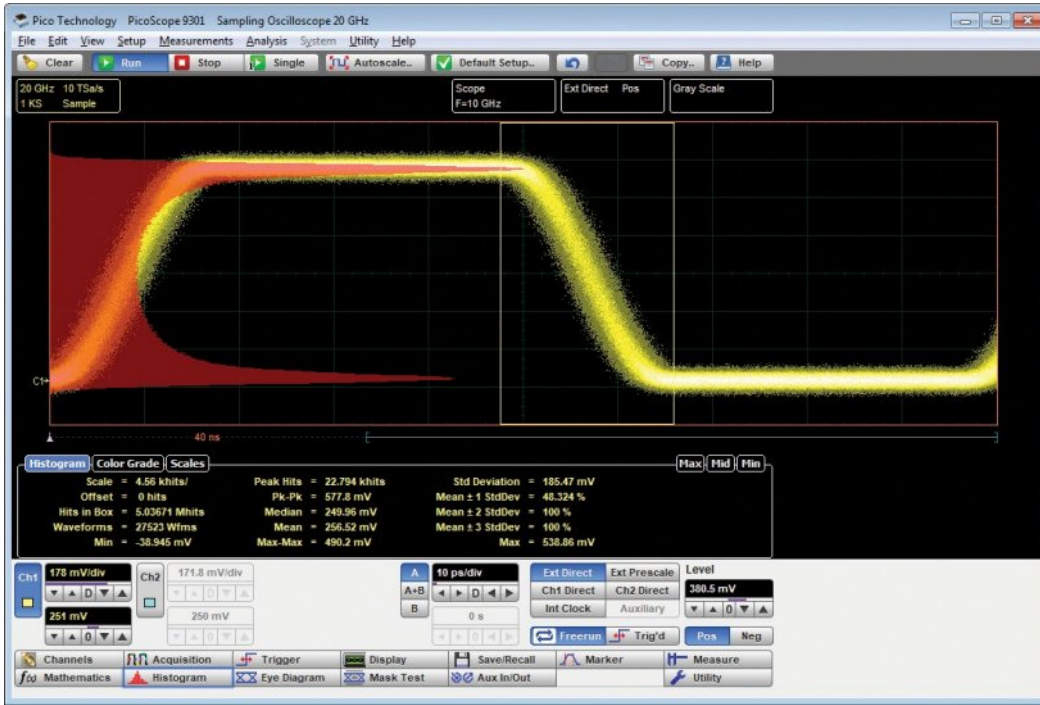 Pico Technology PicoScope 9301 Sampling Oscilloscope 20 GHz
File Edit View Setup Measurements Analysis System Utility Help
Clear Run Stop Single Autoscale.. Default Setup.. Copy.. Help
20 GHz 10 TSa/s Scope Ext Direct Pos Gray Scale
1 KS Sample F=10 GHz
C1
40 ns
Histogram Color Grade Scales Max Mid Min
Scale = 4.56 khits/ Peak Hits = 22.794 khits Std Deviation = 185.47 mV
Offset = 0 hits Pk-Pk = 577.8 mV Mean ± 1 StdDev = 48.324 %
Hits in Box = 5.03671 Mhits Median = 249.96 mV Mean ± 2 StdDev = 100 %
Waveforms = 27523 Wfms Mean = 256.52 mV Mean ± 3 StdDev = 100 %
Min = -38.945 mV Max-Max = 490.2 mV Max = 538.86 mV
Ch1 178 mV/div Ch2 171.8 mV/div A 10 ps/div Ext Direct Ext Prescale Level
D D A+B D Ch1 Direct Ch2 Direct 380.5 mV
251 mV 250 mV B 0 s Int Clock Auxiliary 0
0 0 0 Freerun Trig'd Pos Neg
Channels Acquisition Trigger Display Save/Recall Marker Measure
f(x) Mathematics Histogram Eye Diagram Mask Test Aux In/Out Utility